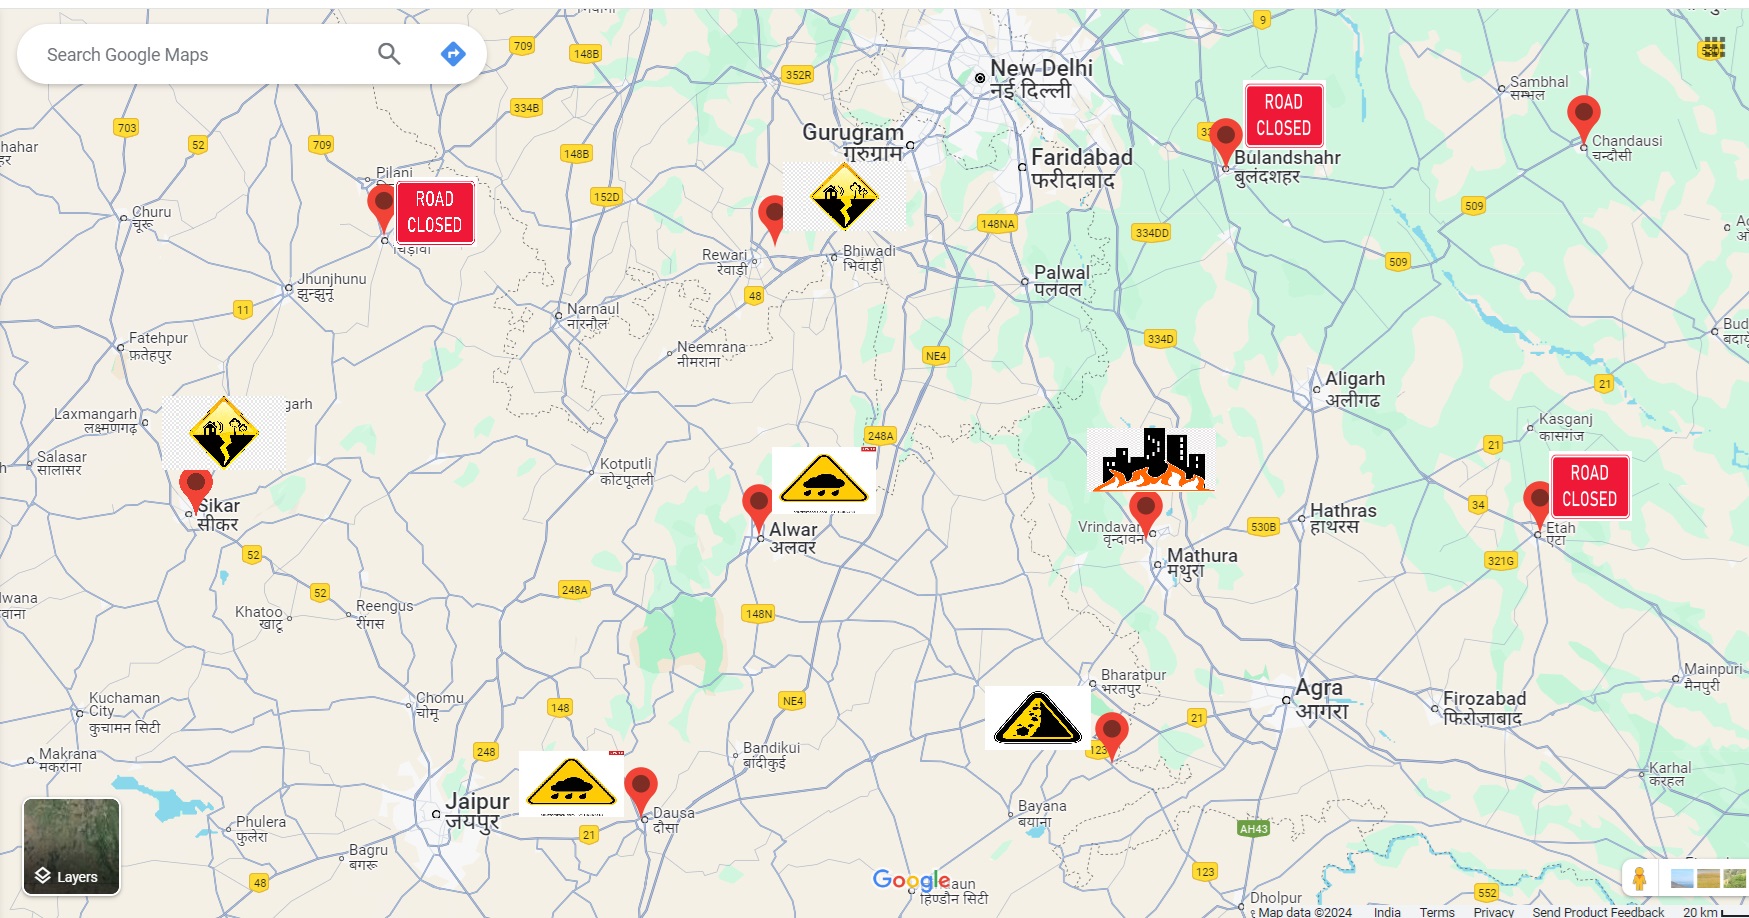 Search Google Maps
709
148B
352R
9
New Delhi
नई दिल्ली
530
334B
Sambhal
सम्भल
703
52
709
148B
Gurugram
गुरुग्राम
ROAD
CLOSED
Chandausi
चन्दौसी
Bulandshahr
बुलंदशहर
Faridabad
फरीदाबाद
Pilani
ROAD
CLOSED
चिड़ावा
152D
Churu
चूरू
148NA
334DD
509
Rewari
रेवाड़ी
Bhiwadi
भिवाड़ी
509
Palwal
पलवल
Jhunjhunu
झुन्झुनूं
48
11
Narnaul
नारनौल
Fatehpur
फ़तेहपुर
Neemrana
नीमराना
NE4
334D
Aligarh
अलीगढ
21
Laxmangarh
लक्ष्मणगढ़
garh
248A
Kasganj
कासगंज
21
Salasar
सालासर
Kotputli
कोटपूतली
ROAD
CLOSED
Sikar
सीकर
Alwar
अलवर
Vrindavan
वृन्दावन
530B
Hathras
हाथरस
34
Etah
एटा
Mathura
मथुरा
321G
52
52
248A
148N
Khatoo
खाटू
Reengus
रींगस
Bharatpur
भरतपुर
Mainpuri
मैनपुरी
Kuchaman
City
कुचामन सिटी
Chomu
चोमू
148
NE4
Agra
आगरा
21
Firozabad
फिरोज़ाबाद
248
Makrana
मकराना
Bandikui
बांदीकुई
123
Karhal
करहल
Jaipur
जयपुर
Dausa
दौसा
Bayana
बयाना
Phulera
फुलेरा
21
AH43
Bagru
बगरू
48
Layers
Google
हिण्डौन सिटी
123
552
Dholpur
Map data ©2024
India
Terms
Privacy
Send Product Feedback
20 km